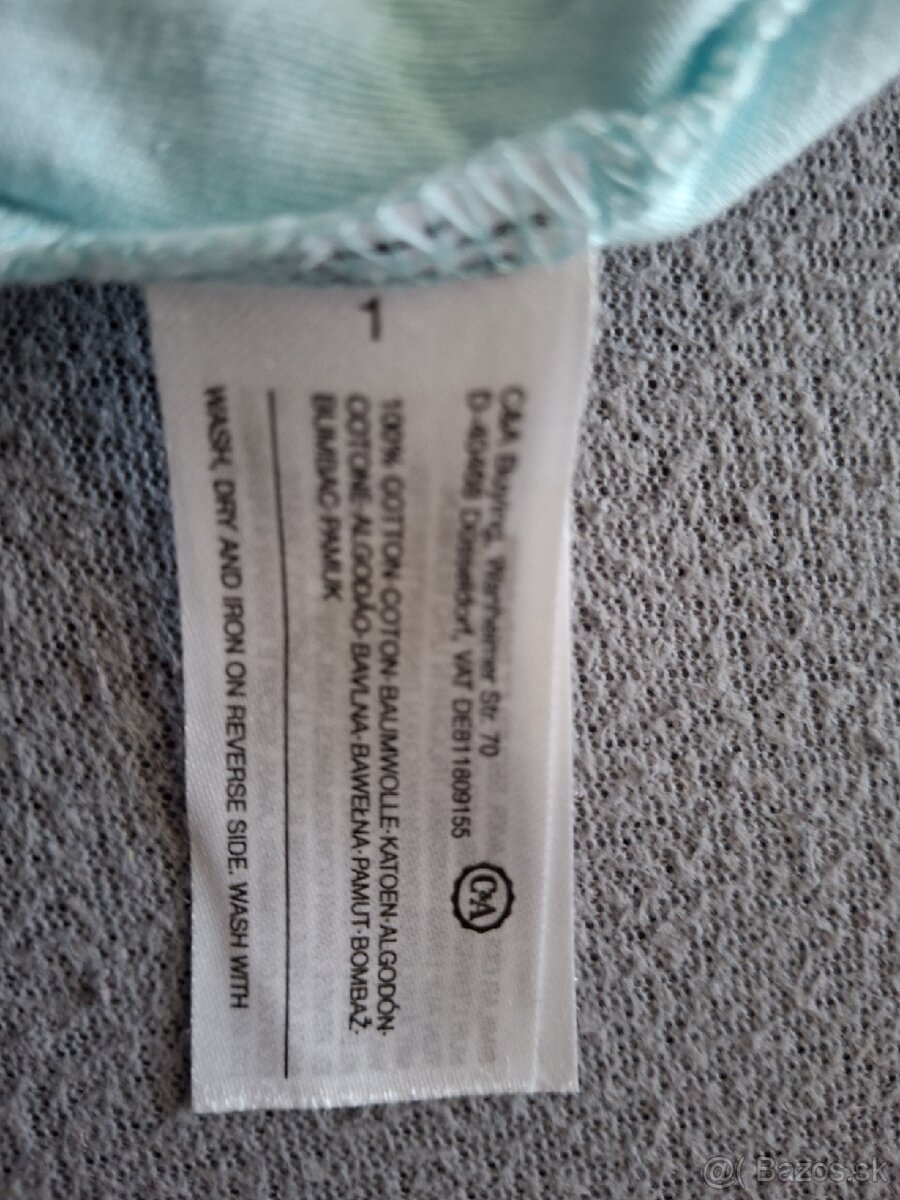 1
C&A Buying, Wanheimer Str. 70
D-40468 Düsseldorf, VAT DE811809155
C&A
100% COTTON·COTON·BAUMWOLLE·KATOEN·ALGODÓN·
COTONE·ALGODÃO·BAVLNA·BAWEŁNA·PAMUT·BOMBAŽ·
BUMBAC·PAMUK
WASH, DRY AND IRON ON REVERSE SIDE. WASH WITH
@( Bazos.sk